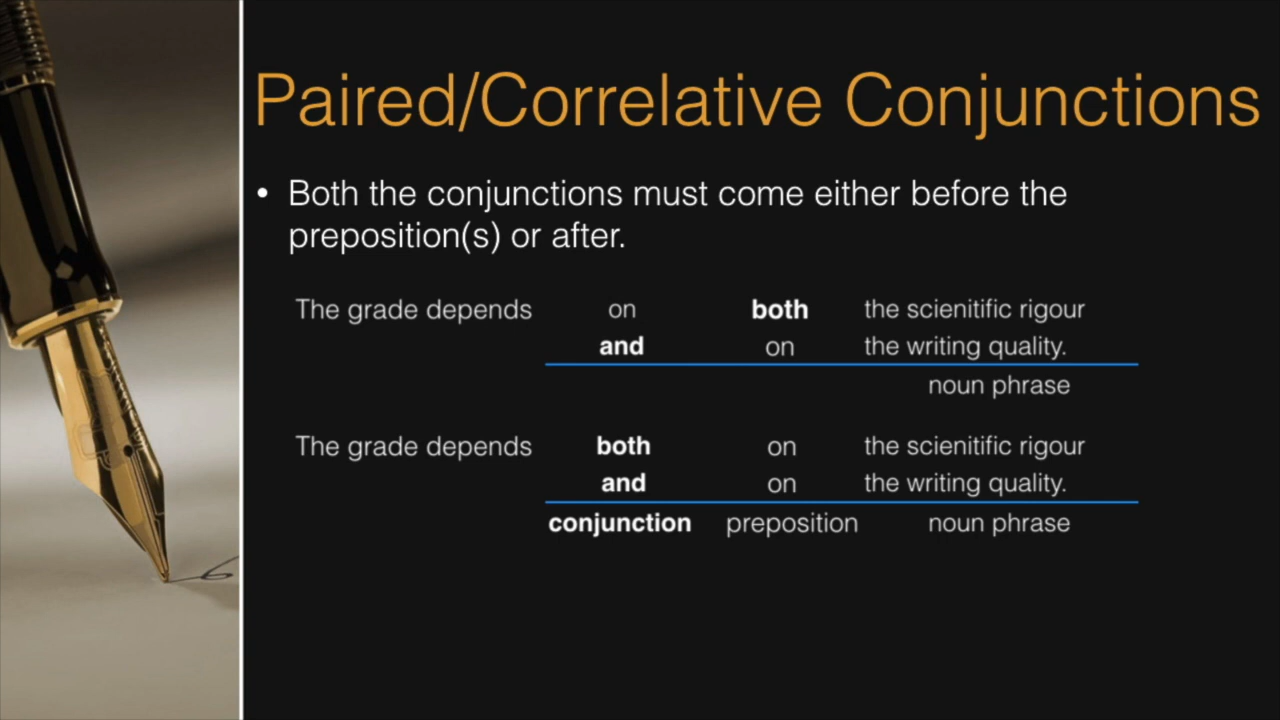 Paired/Correlative Conjunctions
• Both the conjunctions must come either before the
preposition(s) or after.
The grade depends on both the scienitific rigour
and on the writing quality.
noun phrase
The grade depends both on the scienitific rigour
and on the writing quality.
conjunction preposition noun phrase